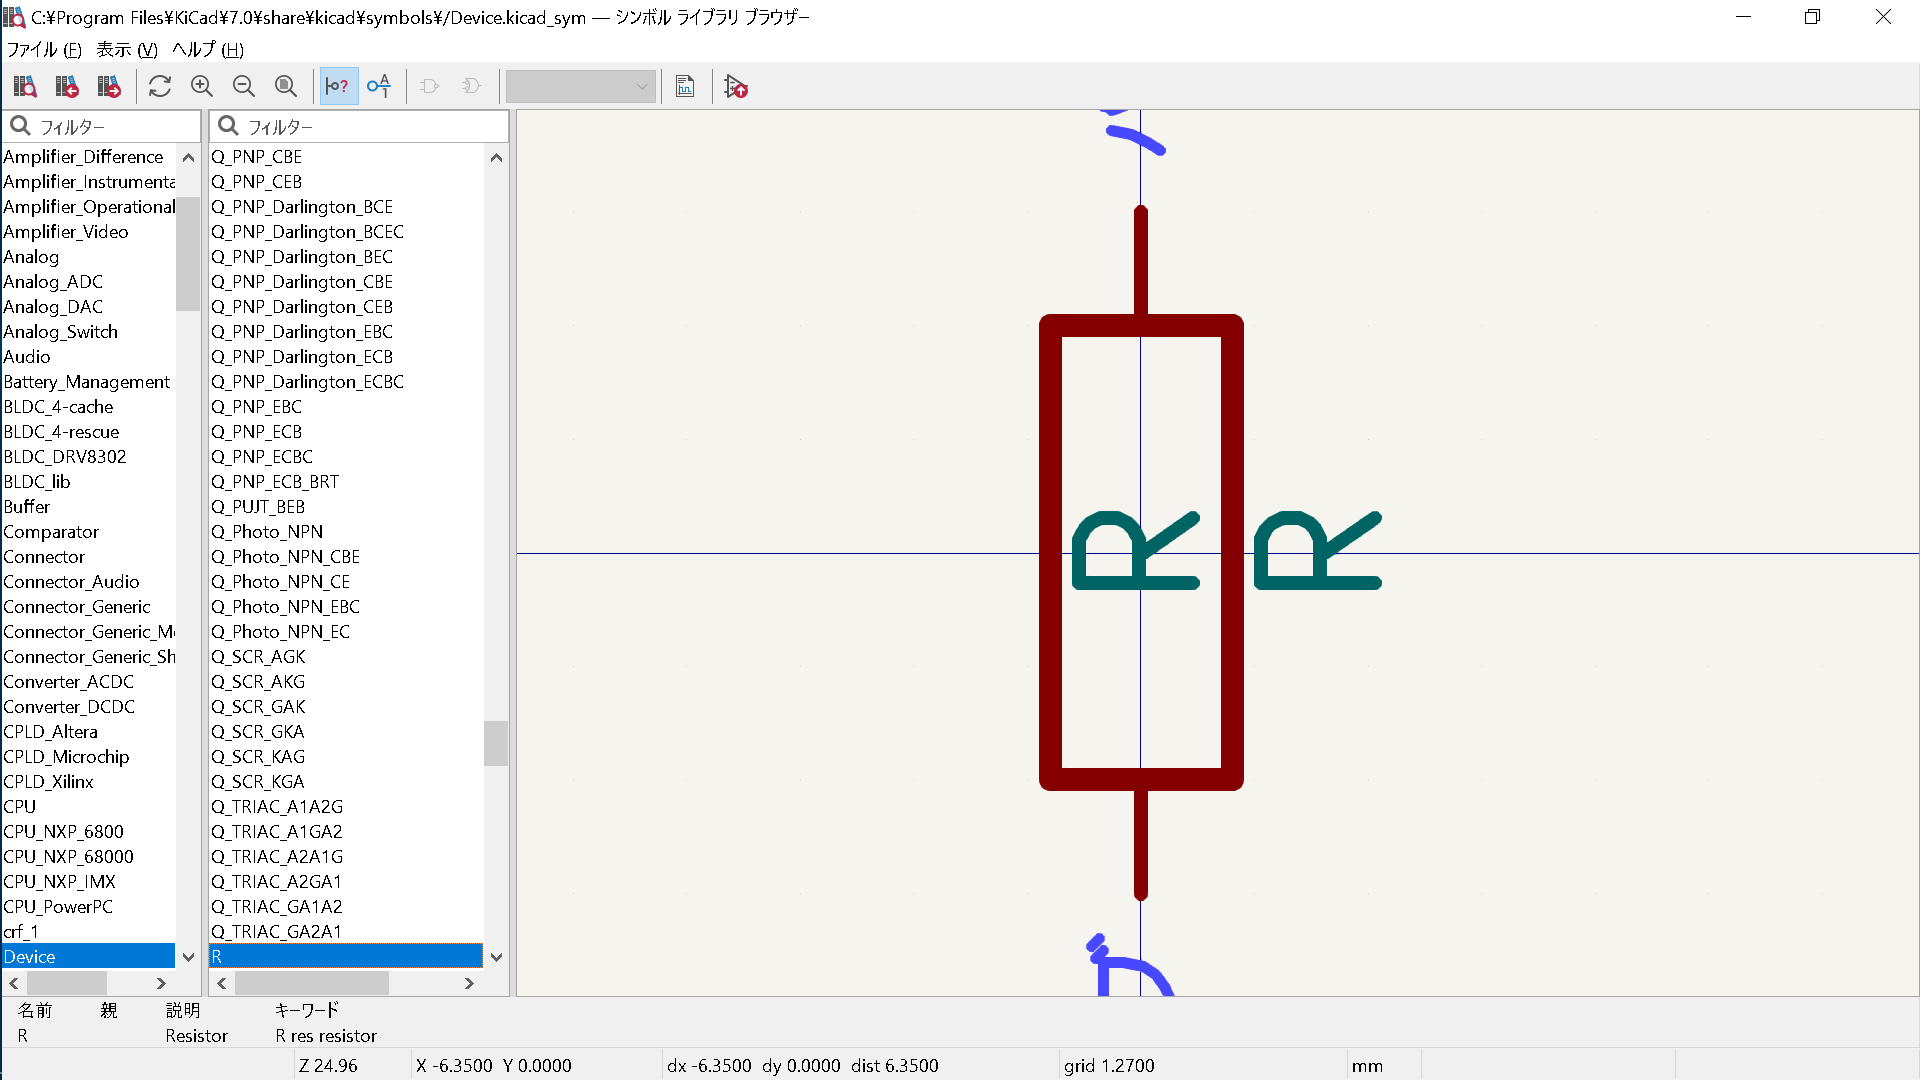 C:¥Program Files¥KiCad¥7.0¥share¥kicad¥symbols¥/Device.kicad_sym — シンボル ライブラリ ブラウザー
ファイル (F) 表示 (V) ヘルプ (H)
フィルター
Amplifier_Difference
Amplifier_Instrumenta
Amplifier_Operational
Amplifier_Video
Analog
Analog_ADC
Analog_DAC
Analog_Switch
Audio
Battery_Management
BLDC_4-cache
BLDC_4-rescue
BLDC_DRV8302
BLDC_lib
Buffer
Comparator
Connector
Connector_Audio
Connector_Generic
Connector_Generic_M
Connector_Generic_Sh
Converter_ACDC
Converter_DCDC
CPLD_Altera
CPLD_Microchip
CPLD_Xilinx
CPU
CPU_NXP_6800
CPU_NXP_68000
CPU_NXP_IMX
CPU_PowerPC
crf_1
Device
フィルター
Q_PNP_CBE
Q_PNP_CEB
Q_PNP_Darlington_BCE
Q_PNP_Darlington_BCEC
Q_PNP_Darlington_BEC
Q_PNP_Darlington_CBE
Q_PNP_Darlington_CEB
Q_PNP_Darlington_EBC
Q_PNP_Darlington_ECB
Q_PNP_Darlington_ECBC
Q_PNP_EBC
Q_PNP_ECB
Q_PNP_ECBC
Q_PNP_ECB_BRT
Q_PUJT_BEB
Q_Photo_NPN
Q_Photo_NPN_CBE
Q_Photo_NPN_CE
Q_Photo_NPN_EBC
Q_Photo_NPN_EC
Q_SCR_AGK
Q_SCR_AKG
Q_SCR_GAK
Q_SCR_GKA
Q_SCR_KAG
Q_SCR_KGA
Q_TRIAC_A1A2G
Q_TRIAC_A1GA2
Q_TRIAC_A2A1G
Q_TRIAC_A2GA1
Q_TRIAC_GA1A2
Q_TRIAC_GA2A1
R
R R
名前 親 説明 キーワード
R Resistor R res resistor
Z 24.96 X -6.3500 Y 0.0000 dx -6.3500 dy 0.0000 dist 6.3500 grid 1.2700 mm